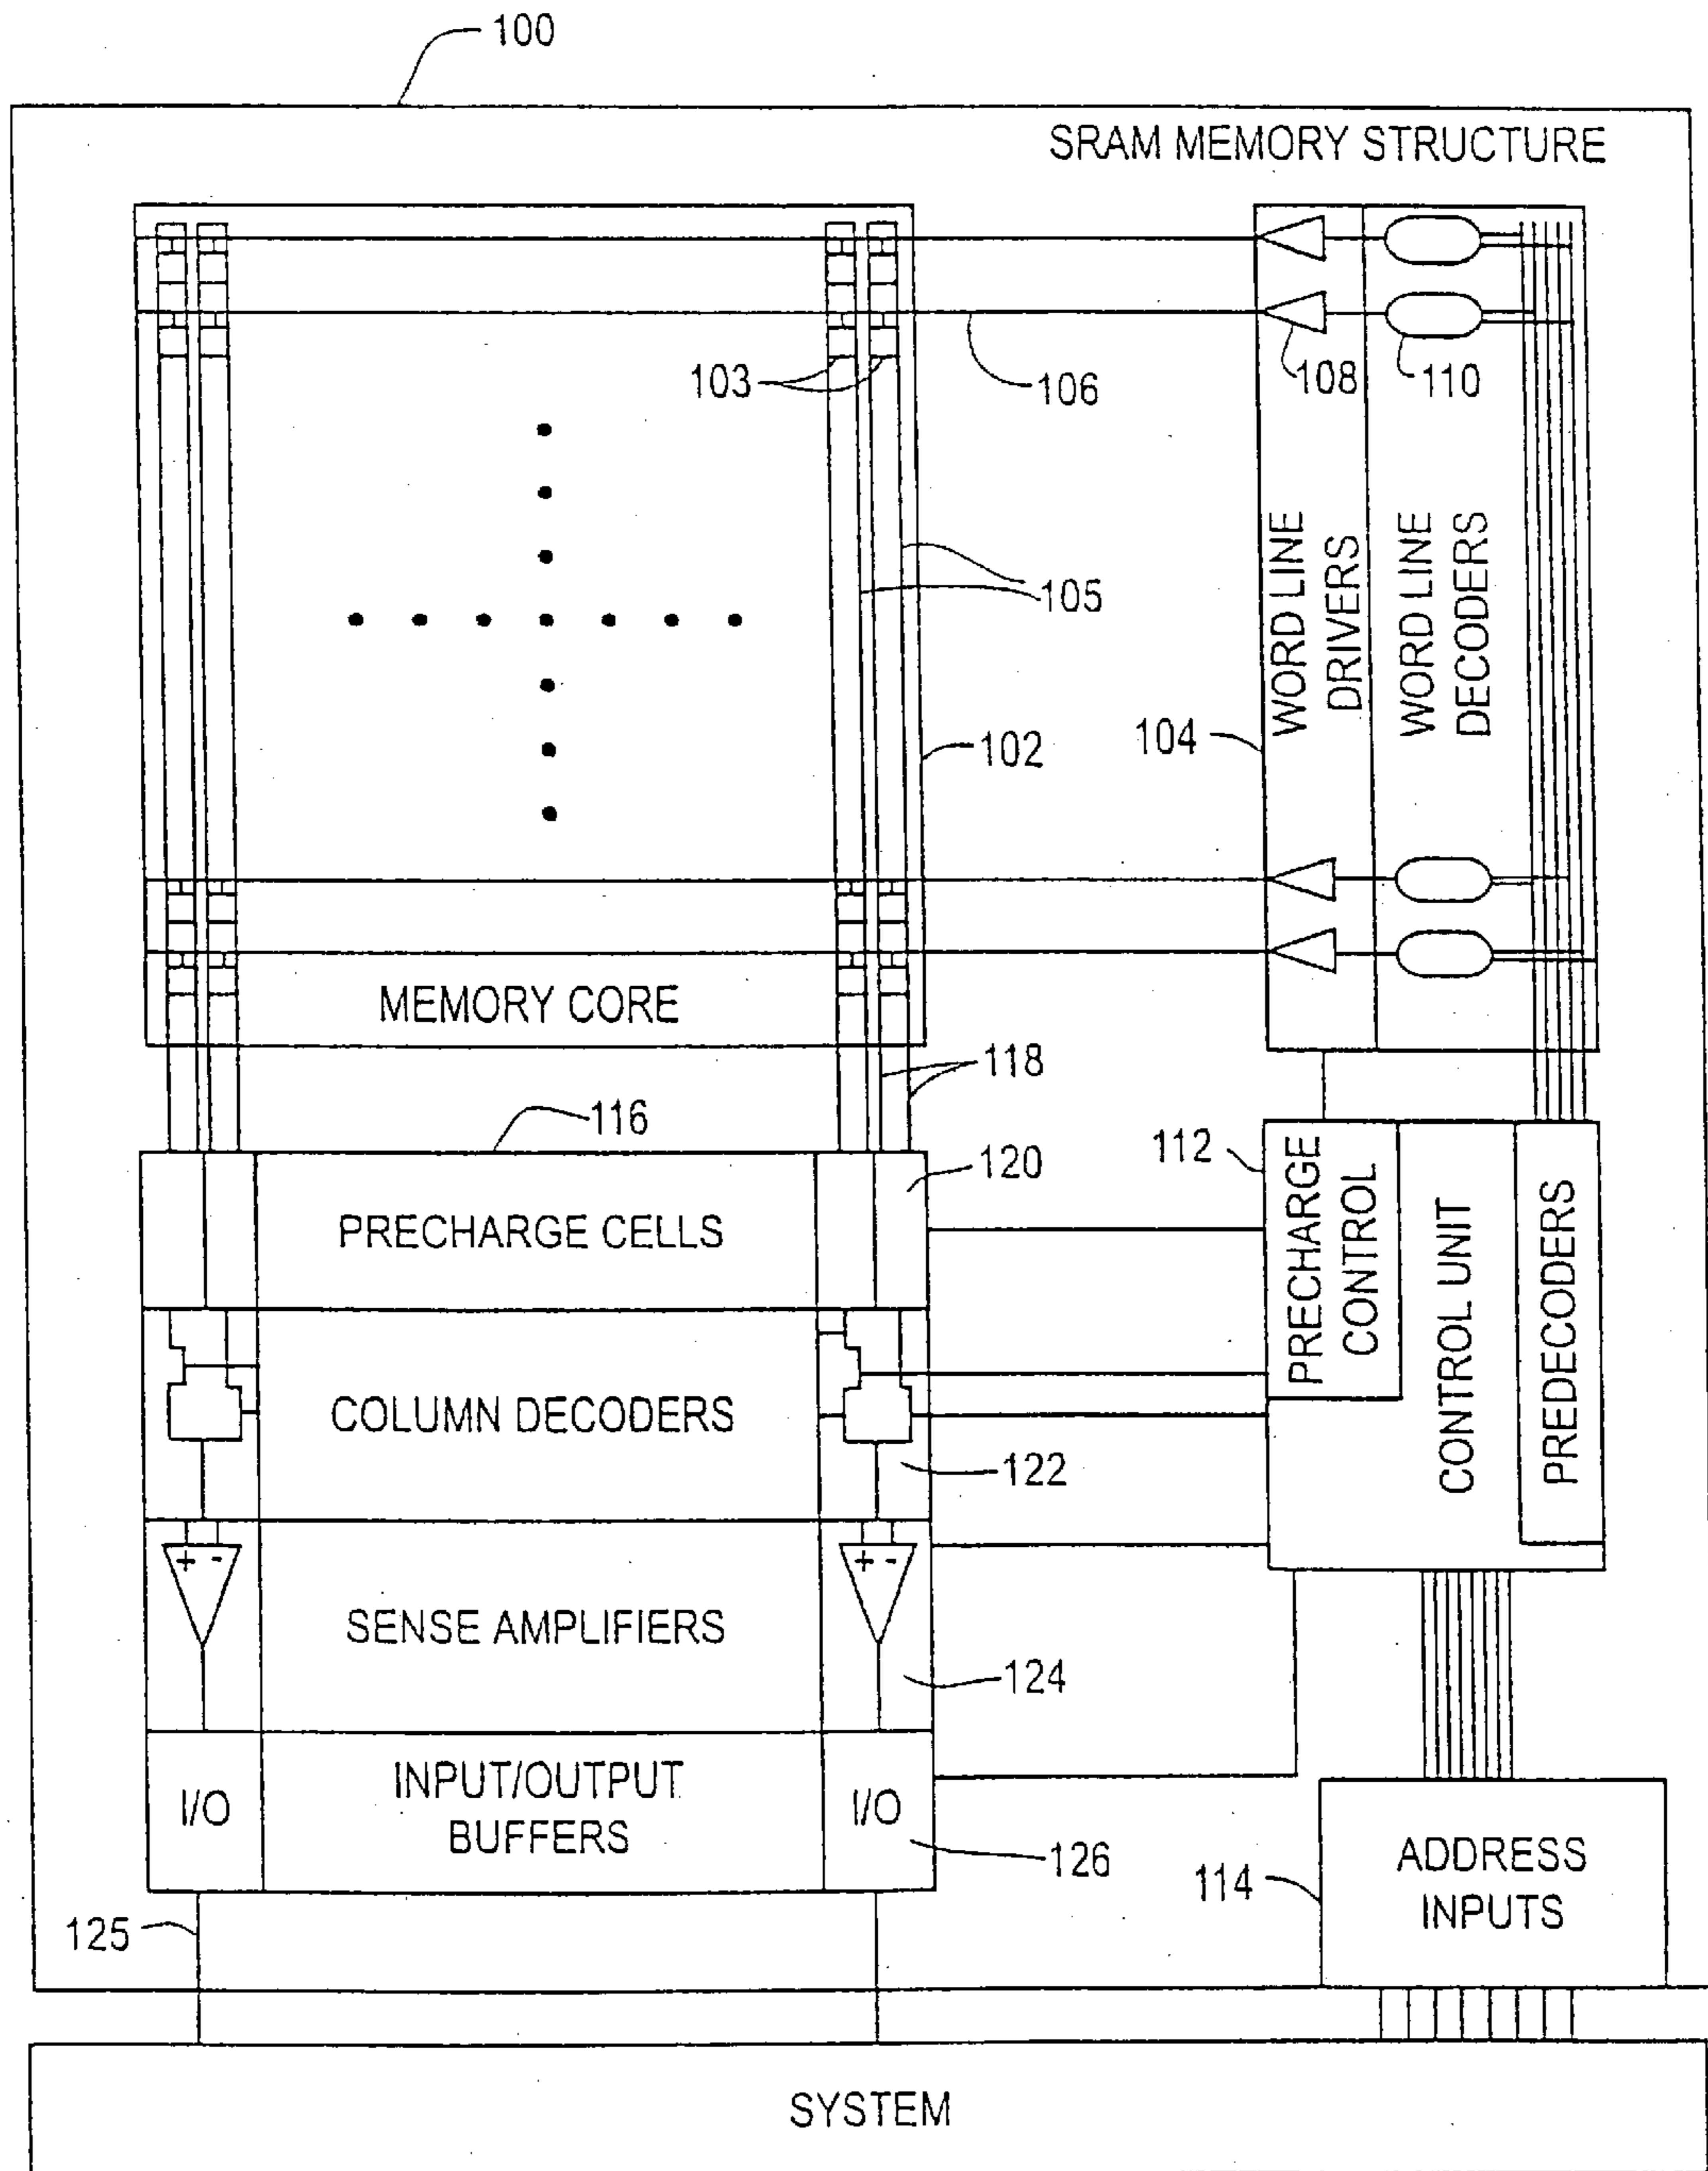 100
SRAM MEMORY STRUCTURE
103
106
108
110
105
WORD LINE
DRIVERS
WORD LINE
DECODERS
102
104
MEMORY CORE
118
116
120
112
PRECHARGE CELLS
PRECHARGE
CONTROL
CONTROL UNIT
PREDECODERS
COLUMN DECODERS
122
+ -
+ -
SENSE AMPLIFIERS
124
I/O
INPUT/OUTPUT
BUFFERS
I/O
126
114
ADDRESS
INPUTS
125
SYSTEM